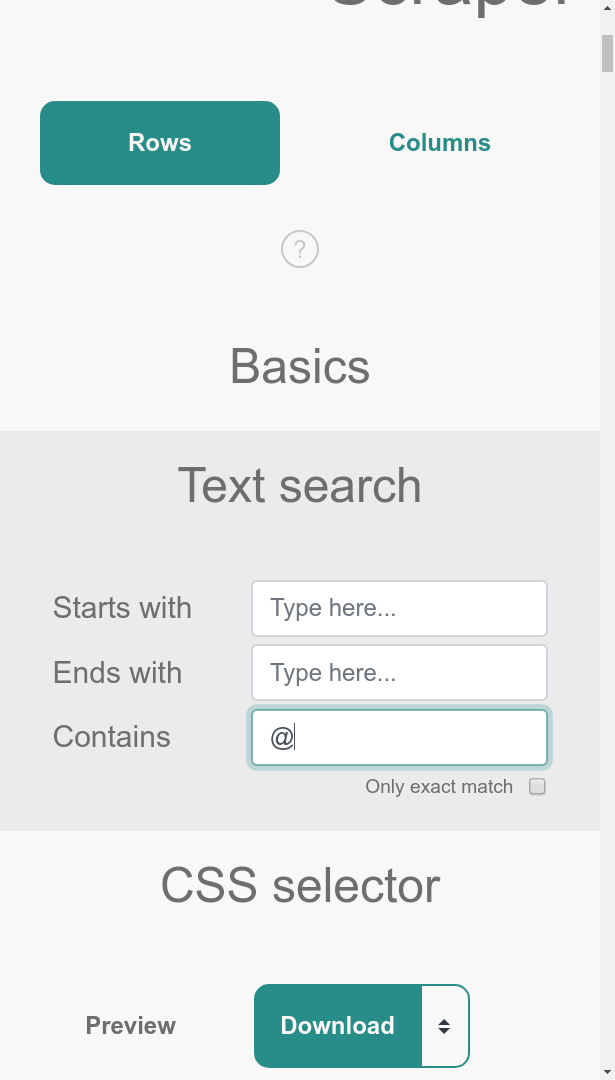 Scraper
Rows
Columns
?
Basics
Text search
Starts with
Type here...
Ends with
Type here...
Contains
@
Only exact match
CSS selector
Preview
Download